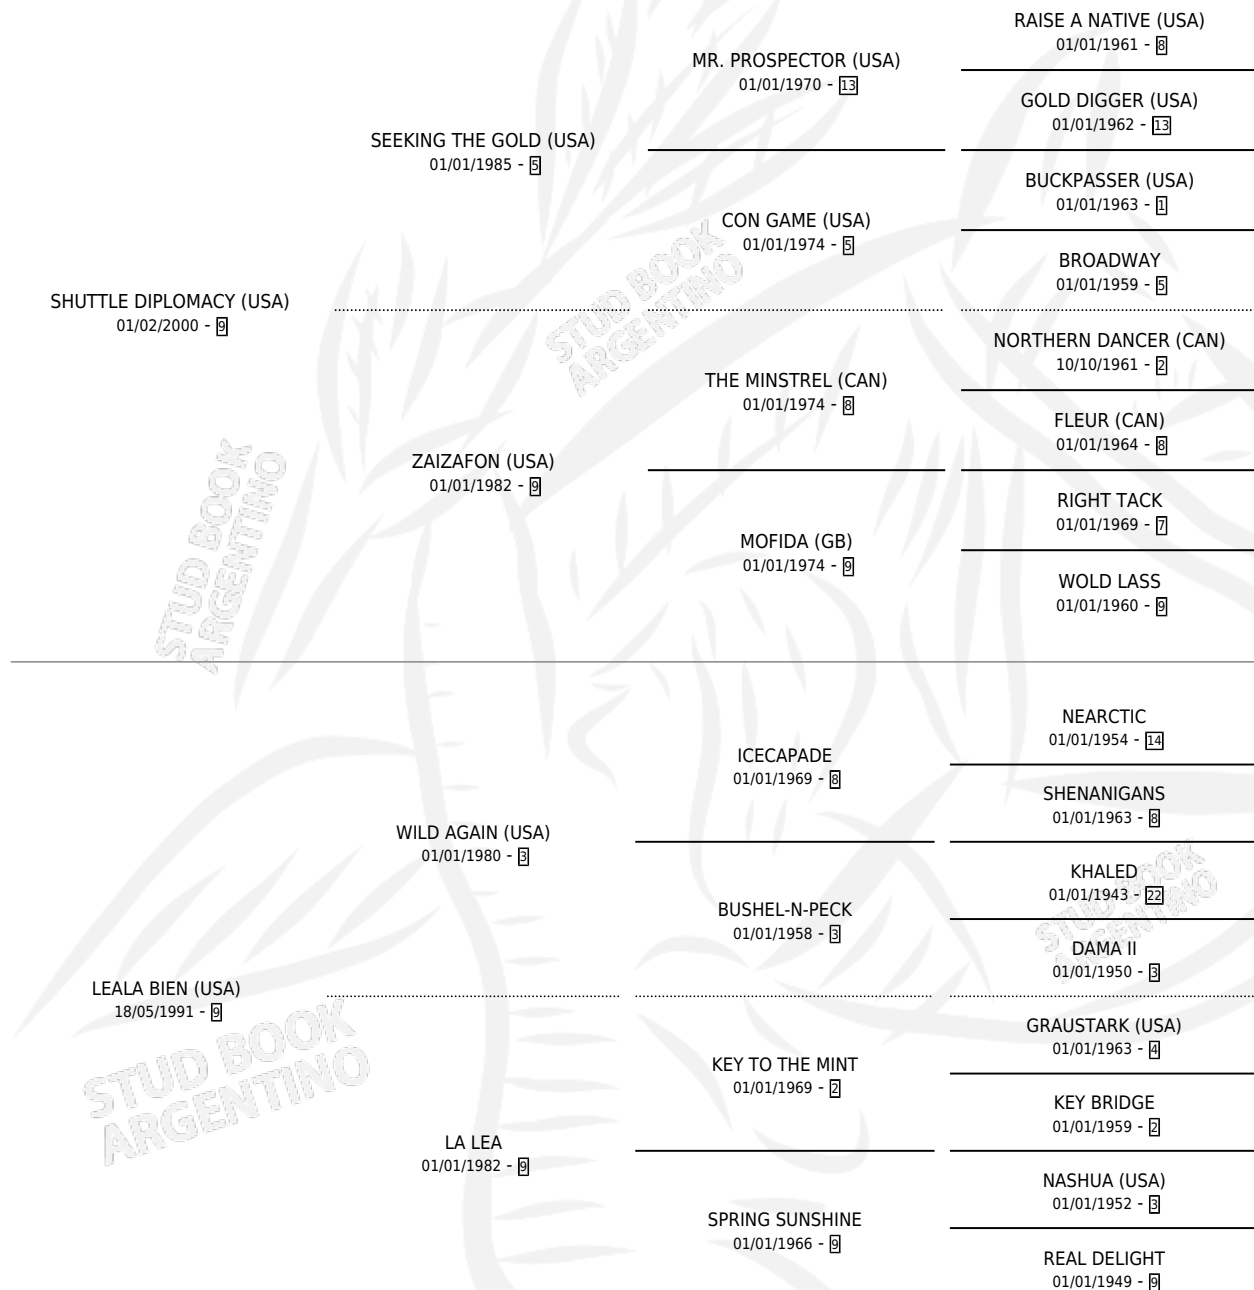 RAISE A NATIVE (USA)
01/01/1961 - 8
MR. PROSPECTOR (USA)
01/01/1970 - 13
GOLD DIGGER (USA)
01/01/1962 - 13
SEEKING THE GOLD (USA)
01/01/1985 - 5
BUCKPASSER (USA)
01/01/1963 - 1
CON GAME (USA)
01/01/1974 - 5
BROADWAY
01/01/1959 - 5
SHUTTLE DIPLOMACY (USA)
01/02/2000 - 9
NORTHERN DANCER (CAN)
10/10/1961 - 2
THE MINSTREL (CAN)
01/01/1974 - 8
FLEUR (CAN)
01/01/1964 - 8
ZAIZAFON (USA)
01/01/1982 - 9
RIGHT TACK
01/01/1969 - 7
MOFIDA (GB)
01/01/1974 - 9
WOLD LASS
01/01/1960 - 9
NEARCTIC
01/01/1954 - 14
ICECAPADE
01/01/1969 - 8
SHENANIGANS
01/01/1963 - 8
WILD AGAIN (USA)
01/01/1980 - 3
KHALED
01/01/1943 - 22
BUSHEL-N-PECK
01/01/1958 - 3
DAMA II
01/01/1950 - 3
LEALA BIEN (USA)
18/05/1991 - 9
GRAUSTARK (USA)
01/01/1963 - 4
KEY TO THE MINT
01/01/1969 - 2
KEY BRIDGE
01/01/1959 - 2
LA LEA
01/01/1982 - 9
NASHUA (USA)
01/01/1952 - 3
SPRING SUNSHINE
01/01/1966 - 9
REAL DELIGHT
01/01/1949 - 9
STUD BOOK
ARGENTINO
STUD BOOK
ARGENTINO
STUD BOOK
ARGENTINO
STUD BOOK
ARGENTINO